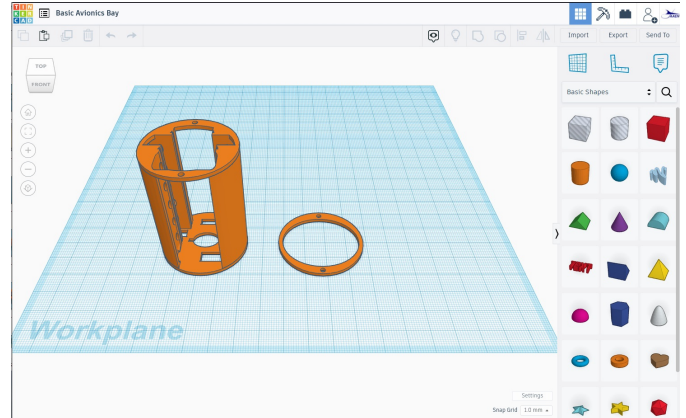 TIN
KER
CAD
Basic Avionics Bay
Import
Export
Send To
TOP
FRONT
Basic Shapes
Workplane
TEXT
Settings
Snap Grid
1.0 mm